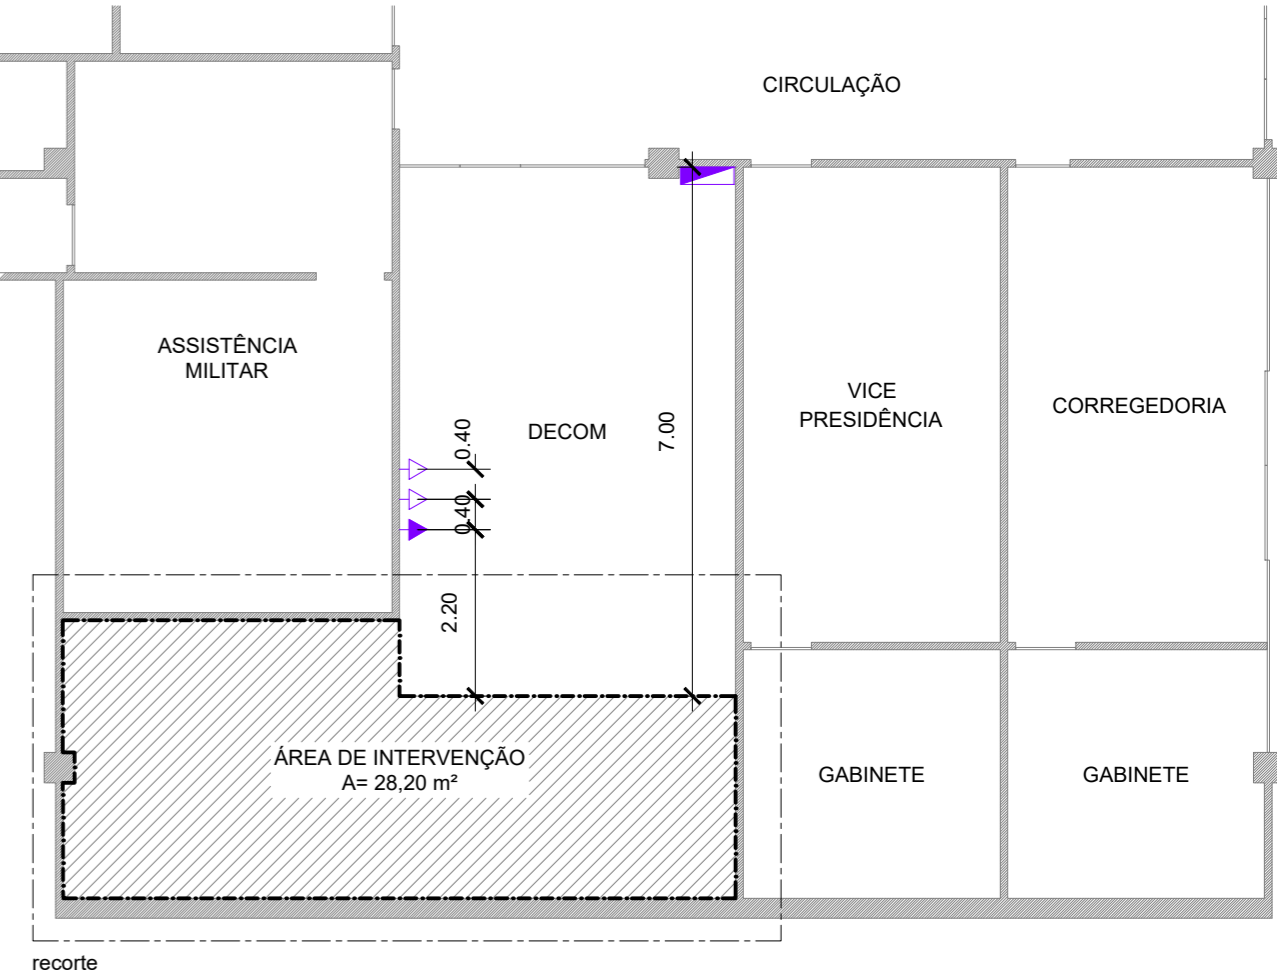 CIRCULAÇÃO
ASSISTÊNCIA
MILITAR
DECOM
VICE
PRESIDÊNCIA
CORREGEDORIA
0.40
7.00
0.40
2.20
ÁREA DE INTERVENÇÃO
A= 28,20 m²
GABINETE
GABINETE
recorte